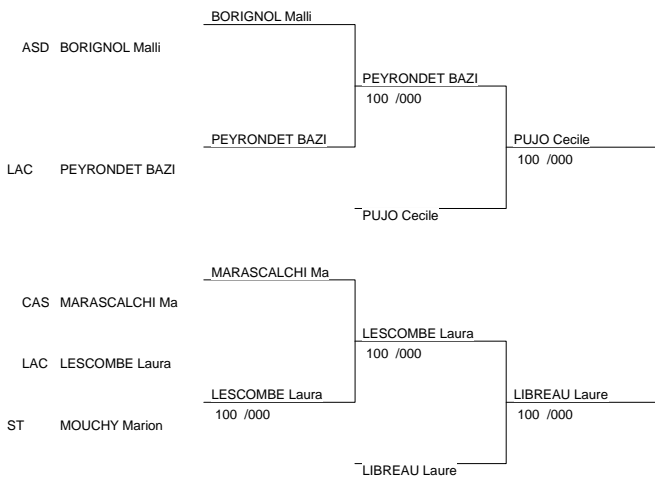 BORIGNOL Malli
ASD BORIGNOL Malli
PEYRONDET BAZI
100 /000
PEYRONDET BAZI
PUJO Cecile
100 /000
LAC PEYRONDET BAZI
PUJO Cecile
MARASCALCHI Ma
CAS MARASCALCHI Ma
LESCOMBE Laura
100 /000
LAC LESCOMBE Laura
LESCOMBE Laura
100 /000
LIBREAU Laure
100 /000
ST MOUCHY Marion
LIBREAU Laure